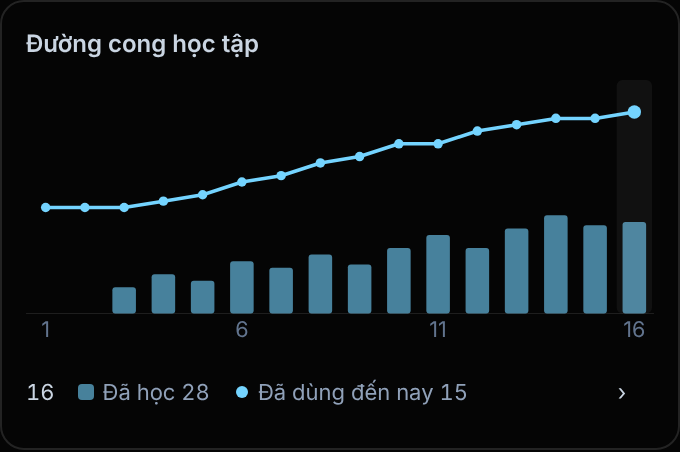 Đường cong học tập
1 6 11 16
16 Đã học 28 Đã dùng đến nay 15 ›